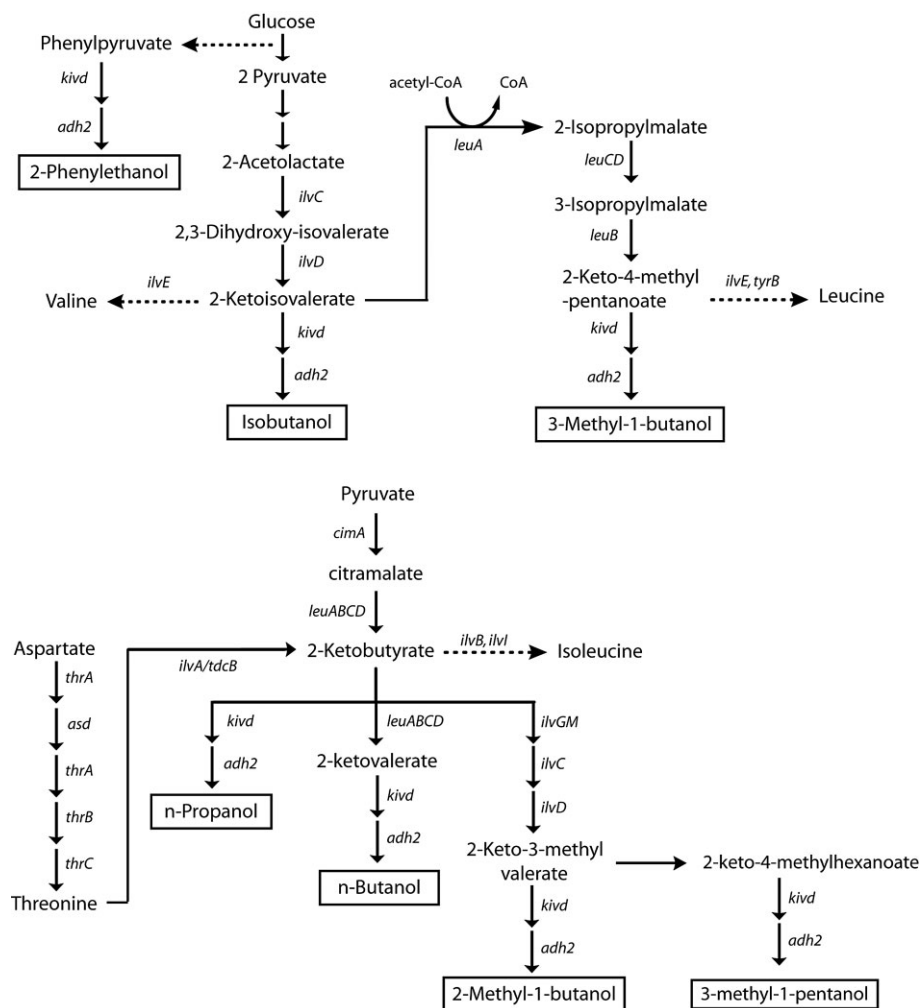 Glucose
Phenylpyruvate
kivd
2 Pyruvate
adh2
2-Phenylethanol
2-Acetolactate
ilvC
2,3-Dihydroxy-isovalerate
ilvD
ilvE
Valine
2-Ketoisovalerate
kivd
adh2
Isobutanol
acetyl-CoA
CoA
leuA
2-Isopropylmalate
leuCD
3-Isopropylmalate
leuB
2-Keto-4-methyl
-pentanoate
ilvE, tyrB
Leucine
kivd
adh2
3-Methyl-1-butanol
Pyruvate
cimA
citramalate
leuABCD
Aspartate
2-Ketobutyrate
ilvB, ilvI
Isoleucine
ilvA/tdcB
thrA
asd
thrA
thrB
thrC
Threonine
kivd
adh2
n-Propanol
leuABCD
2-ketovalerate
kivd
adh2
n-Butanol
ilvGM
ilvC
ilvD
2-Keto-3-methyl
valerate
kivd
adh2
2-Methyl-1-butanol
2-keto-4-methylhexanoate
kivd
adh2
3-methyl-1-pentanol